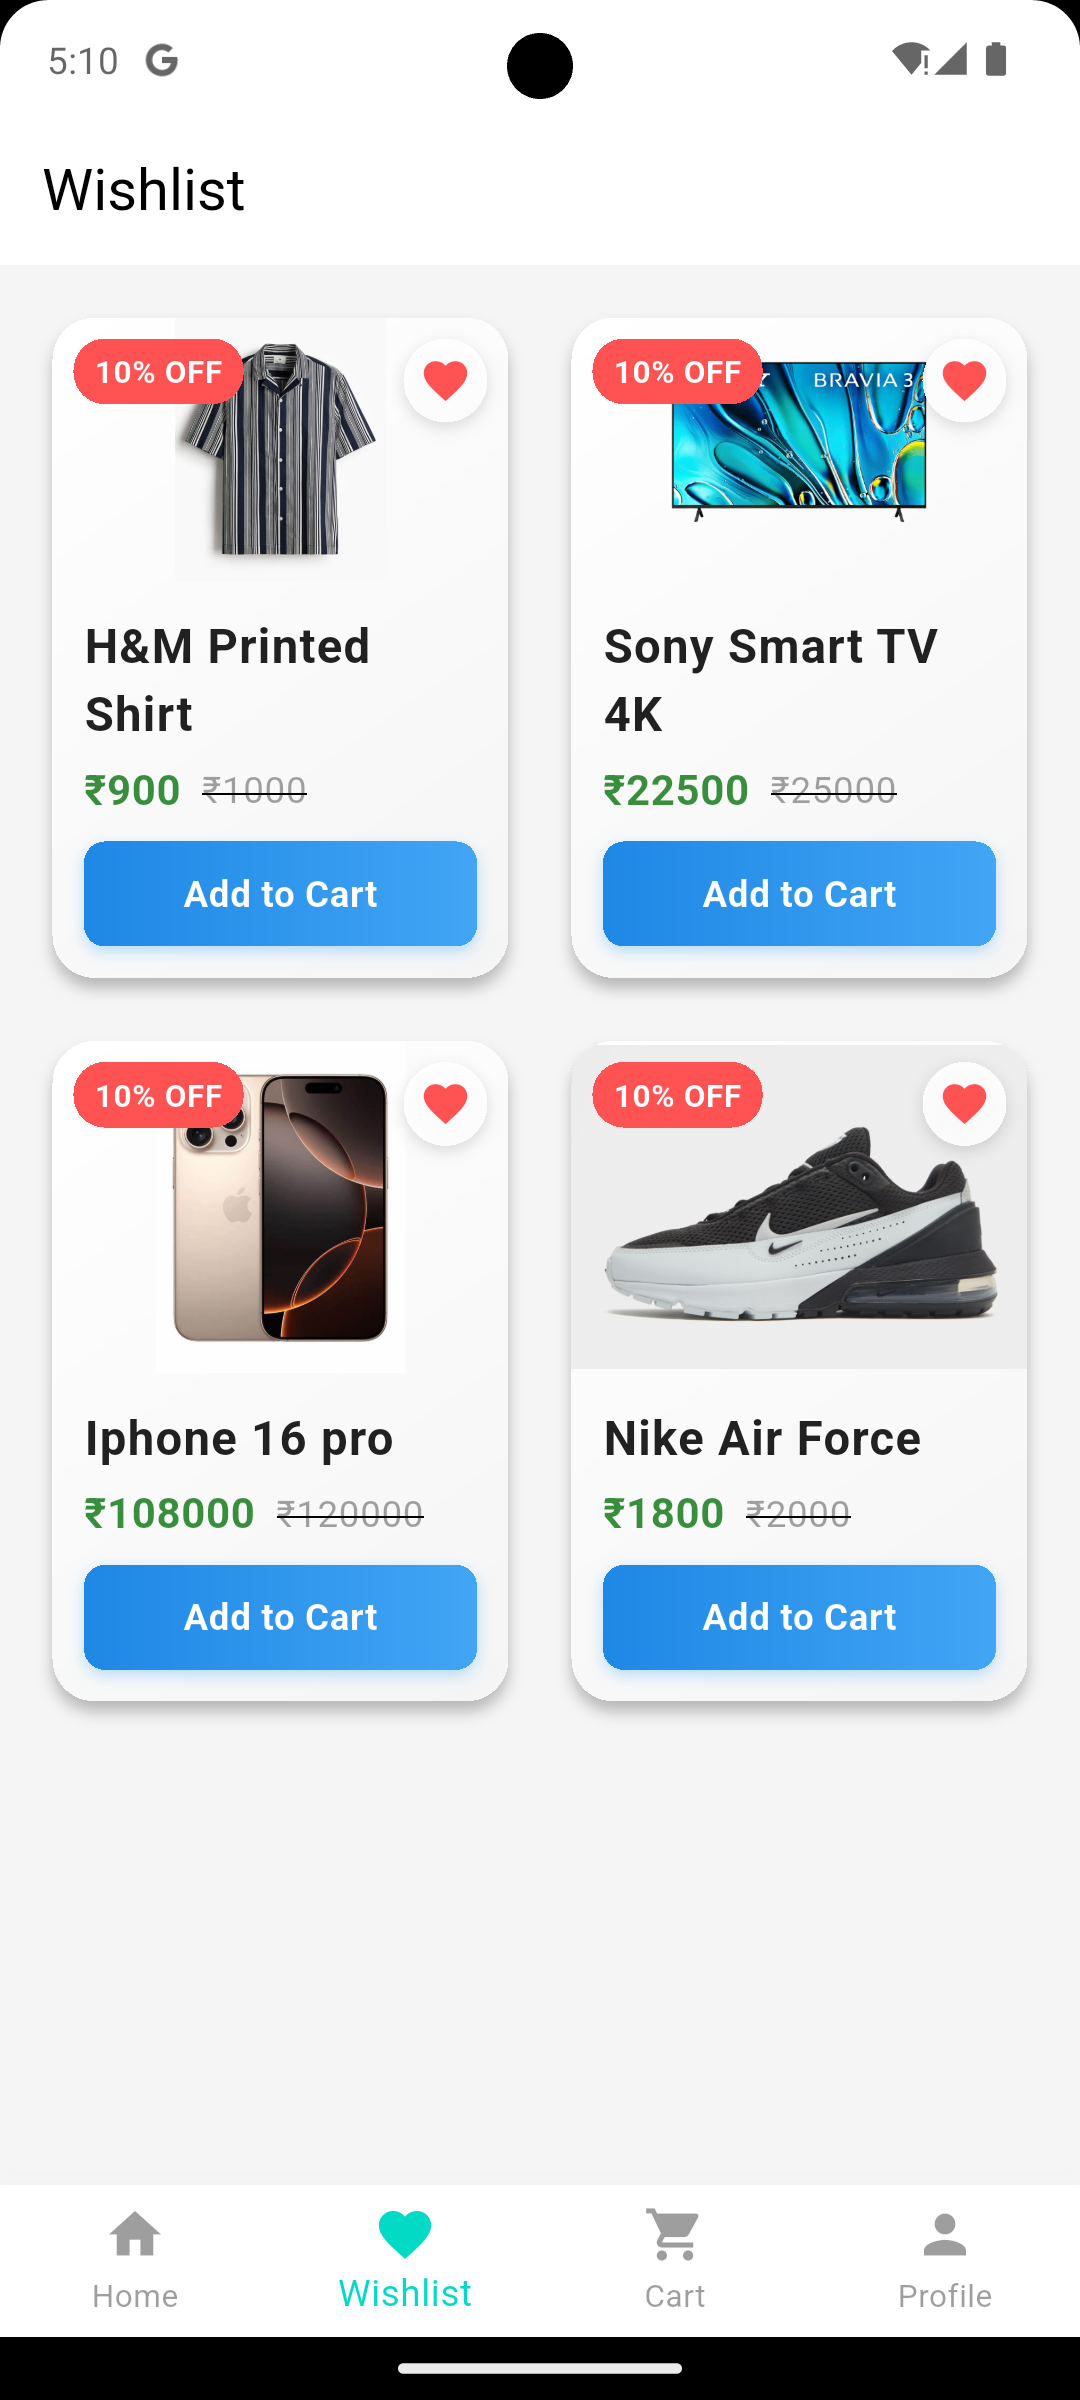 5:10
Wishlist
10% OFF
H&M Printed
Shirt
₹900 ₹1000
Add to Cart
10% OFF
BRAVIA 3
Sony Smart TV
4K
₹22500 ₹25000
Add to Cart
10% OFF
Iphone 16 pro
₹108000 ₹120000
Add to Cart
10% OFF
Nike Air Force
₹1800 ₹2000
Add to Cart
Home
Wishlist
Cart
Profile